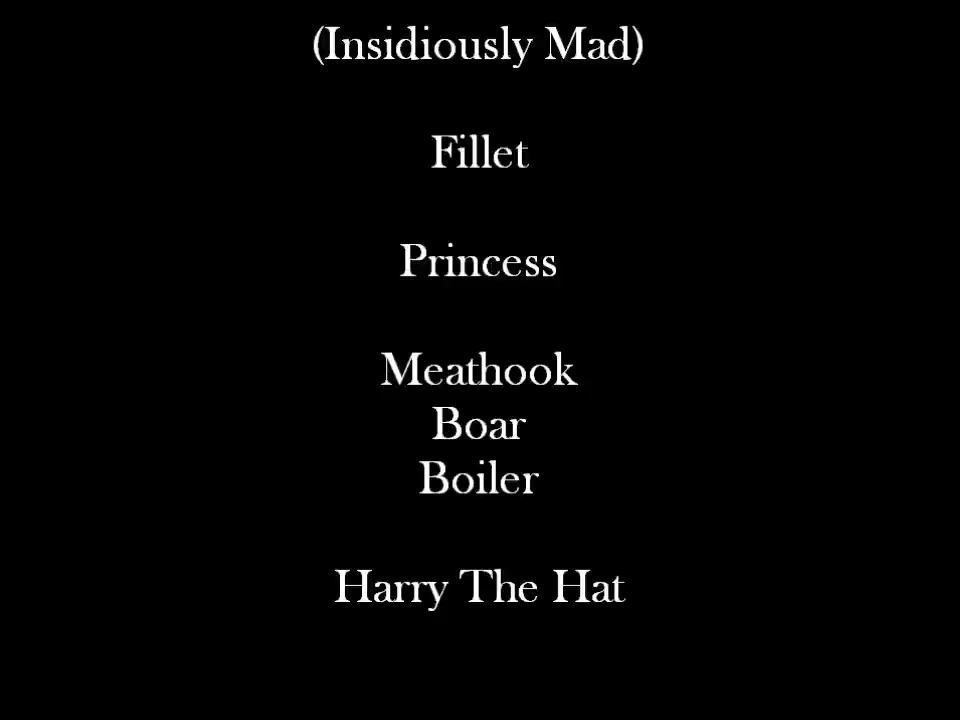 (Insidiously Mad)
Fillet
Princess
Meathook
Boar
Boiler
Harry The Hat